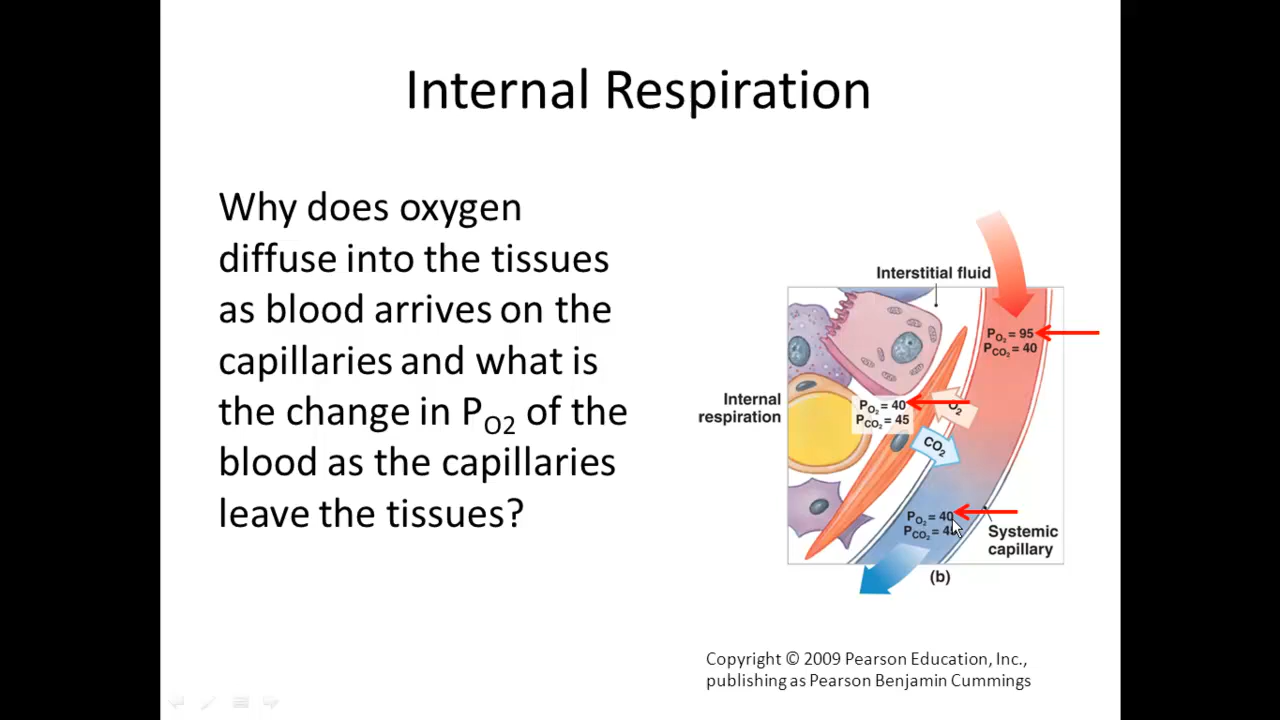 Internal Respiration
Why does oxygen
diffuse into the tissues
as blood arrives on the
capillaries and what is
the change in PO2 of the
blood as the capillaries
leave the tissues?
Interstitial fluid
PO2 = 95
PCO2 = 40
Internal
respiration
PO2 = 40
PCO2 = 45
O2
CO2
PO2 = 40
PCO2 =
Systemic
capillary
(b)
Copyright © 2009 Pearson Education, Inc.,
publishing as Pearson Benjamin Cummings